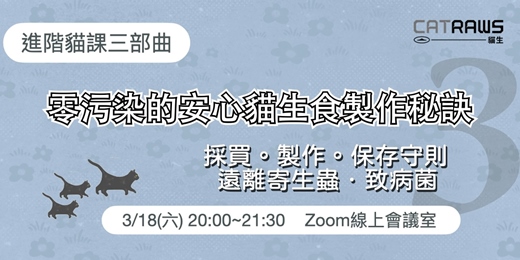 進階貓課三部曲
CATRAWS
貓生
3
零污染的安心貓生食製作秘訣
採買。製作。保存守則
遠離寄生蟲．致病菌
3/18(六) 20:00~21:30 Zoom線上會議室